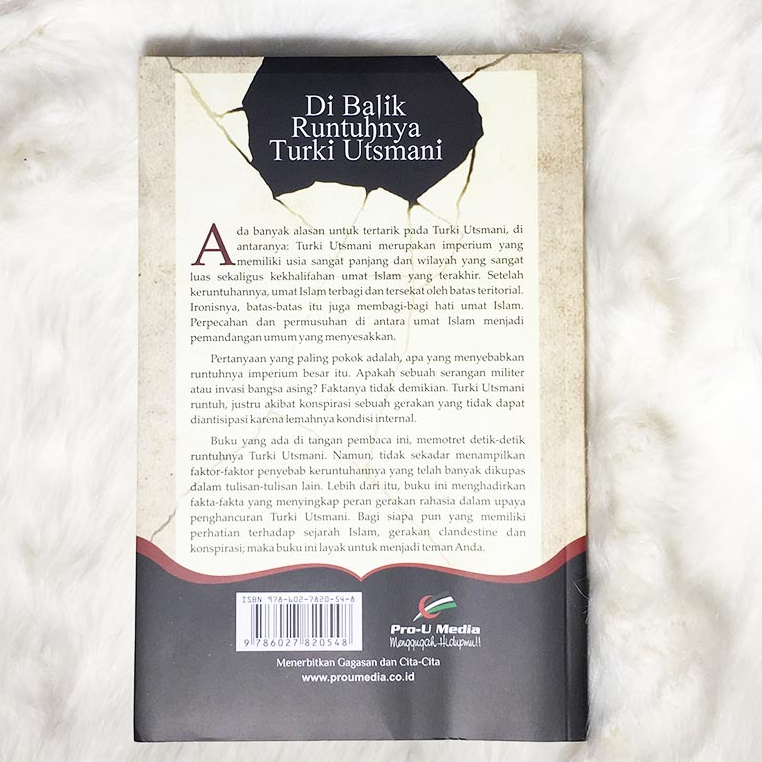 Di Balik
Runtuhnya
Turki Utsmani
Ada banyak alasan untuk tertarik pada Turki Utsmani, di
antaranya: Turki Utsmani merupakan imperium yang
memiliki usia sangat panjang dan wilayah yang sangat
luas sekaligus kekhalifahan umat Islam yang terakhir. Setelah
keruntuhannya, umat Islam terbagi dan tersekat oleh batas teritorial.
Ironisnya, batas-batas itu juga membagi-bagi hati umat Islam.
Perpecahan dan permusuhan di antara umat Islam menjadi
pemandangan umum yang menyesakkan.
Pertanyaan yang paling pokok adalah, apa yang menyebabkan
runtuhnya imperium besar itu. Apakah sebuah serangan militer
atau invasi bangsa asing? Faktanya tidak demikian. Turki Utsmani
runtuh, justru akibat konspirasi sebuah gerakan yang tidak dapat
diantisipasi karena lemahnya kondisi internal.
Buku yang ada di tangan pembaca ini, memotret detik-detik
runtuhnya Turki Utsmani. Namun, tidak sekadar menampilkan
faktor-faktor penyebab keruntuhannya yang telah banyak dikupas
dalam tulisan-tulisan lain. Lebih dari itu, buku ini menghadirkan
fakta-fakta yang menyingkap peran gerakan rahasia dalam upaya
penghancuran Turki Utsmani. Bagi siapa pun yang memiliki
perhatian terhadap sejarah Islam, gerakan clandestine dan
konspirasi; maka buku ini layak untuk menjadi teman Anda.
ISBN 978-602-7820-54-8
9 786027 820548
Pro-U Media
Menggugah Hidupmu!!
Menerbitkan Gagasan dan Cita-Cita
www.proumedia.co.id